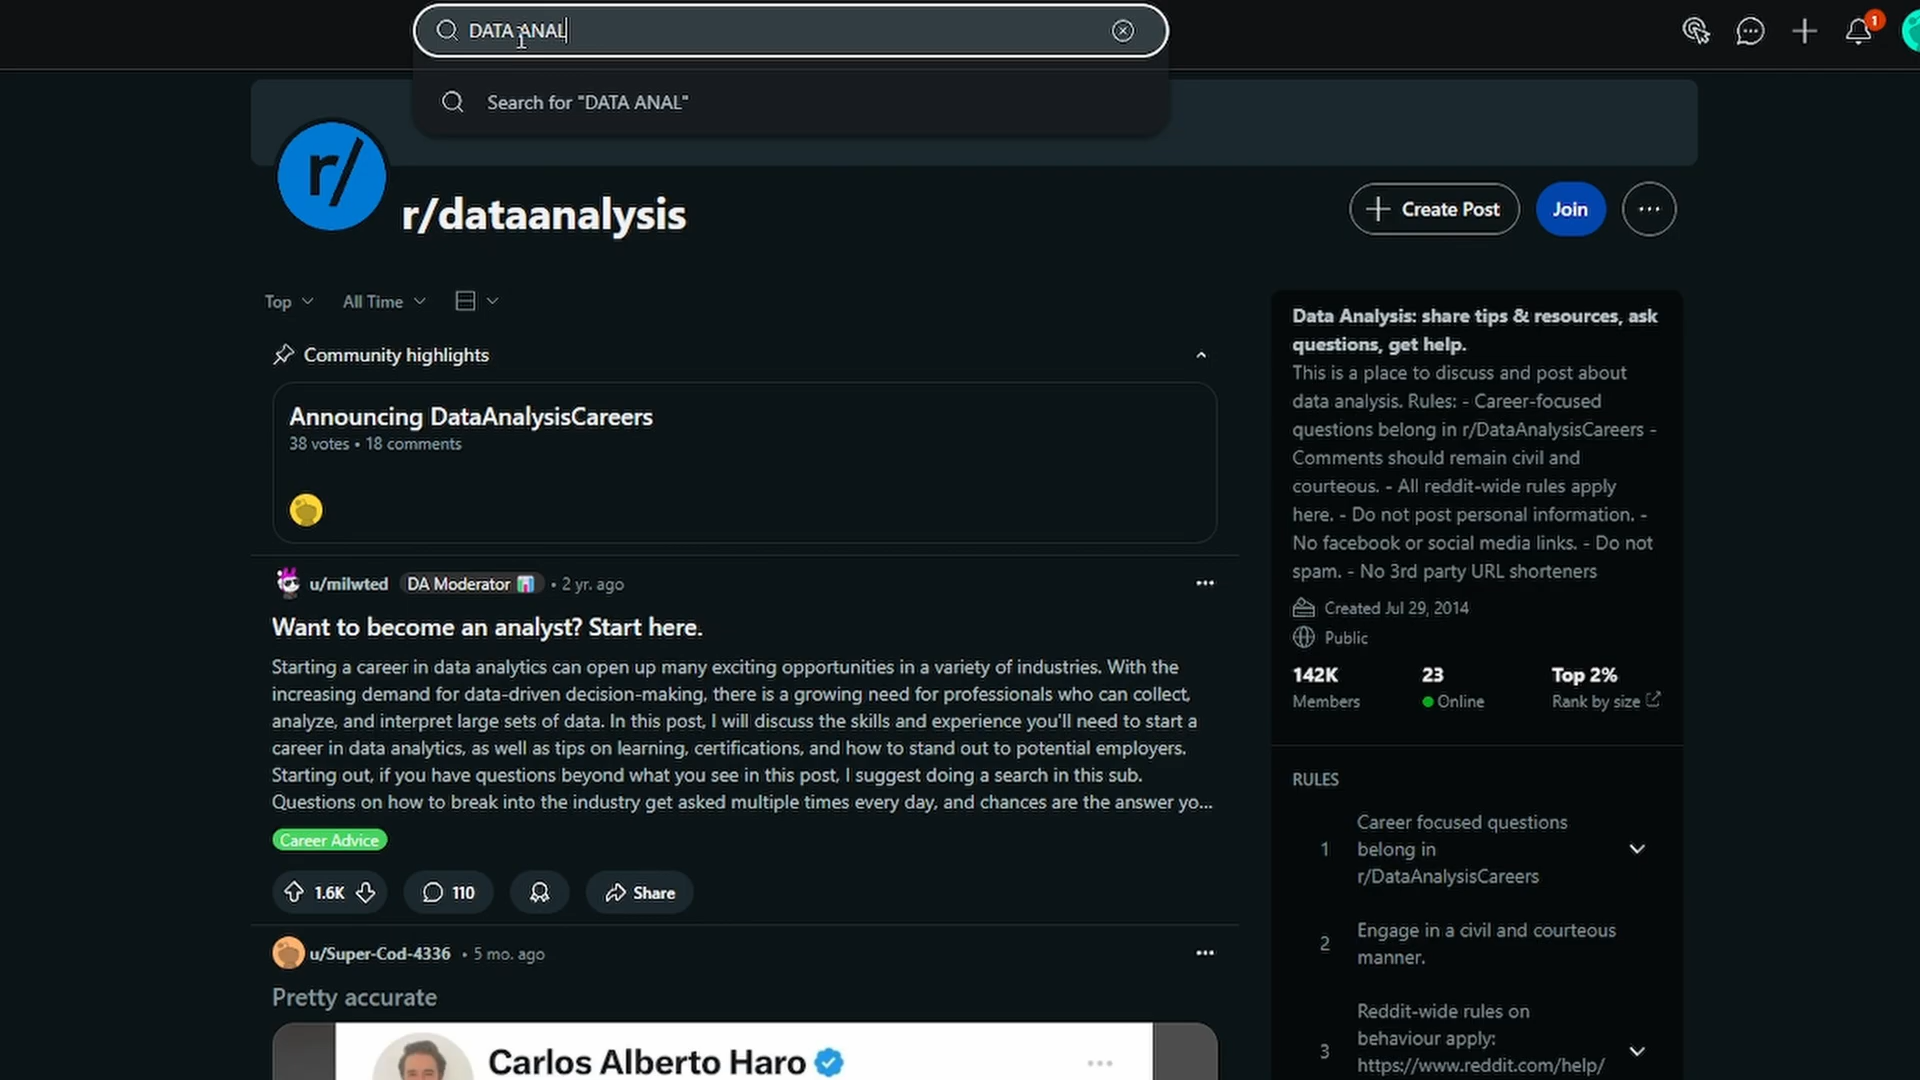 DATA ANAL
1
Search for "DATA ANAL"
r/
r/dataanalysis
Create Post
Join
Top
All Time
Community highlights
Announcing DataAnalysisCareers
38 votes • 18 comments
u/milwted DA Moderator • 2 yr. ago
Want to become an analyst? Start here.
Starting a career in data analytics can open up many exciting opportunities in a variety of industries. With the
increasing demand for data-driven decision-making, there is a growing need for professionals who can collect,
analyze, and interpret large sets of data. In this post, I will discuss the skills and experience you'll need to start a
career in data analytics, as well as tips on learning, certifications, and how to stand out to potential employers.
Starting out, if you have questions beyond what you see in this post, I suggest doing a search in this sub.
Questions on how to break into the industry get asked multiple times every day, and chances are the answer yo...
Career Advice
1.6K
110
Share
u/Super-Cod-4336 • 5 mo. ago
Pretty accurate
Carlos Alberto Haro
Data Analysis: share tips & resources, ask
questions, get help.
This is a place to discuss and post about
data analysis. Rules: - Career-focused
questions belong in r/DataAnalysisCareers -
Comments should remain civil and
courteous. - All reddit-wide rules apply
here. - Do not post personal information. -
No facebook or social media links. - Do not
spam. - No 3rd party URL shorteners
Created Jul 29, 2014
Public
142K 23 Top 2%
Members Online Rank by size
RULES
1 Career focused questions
belong in
r/DataAnalysisCareers
2 Engage in a civil and courteous
manner.
3 Reddit-wide rules on
behaviour apply:
https://www.reddit.com/help/